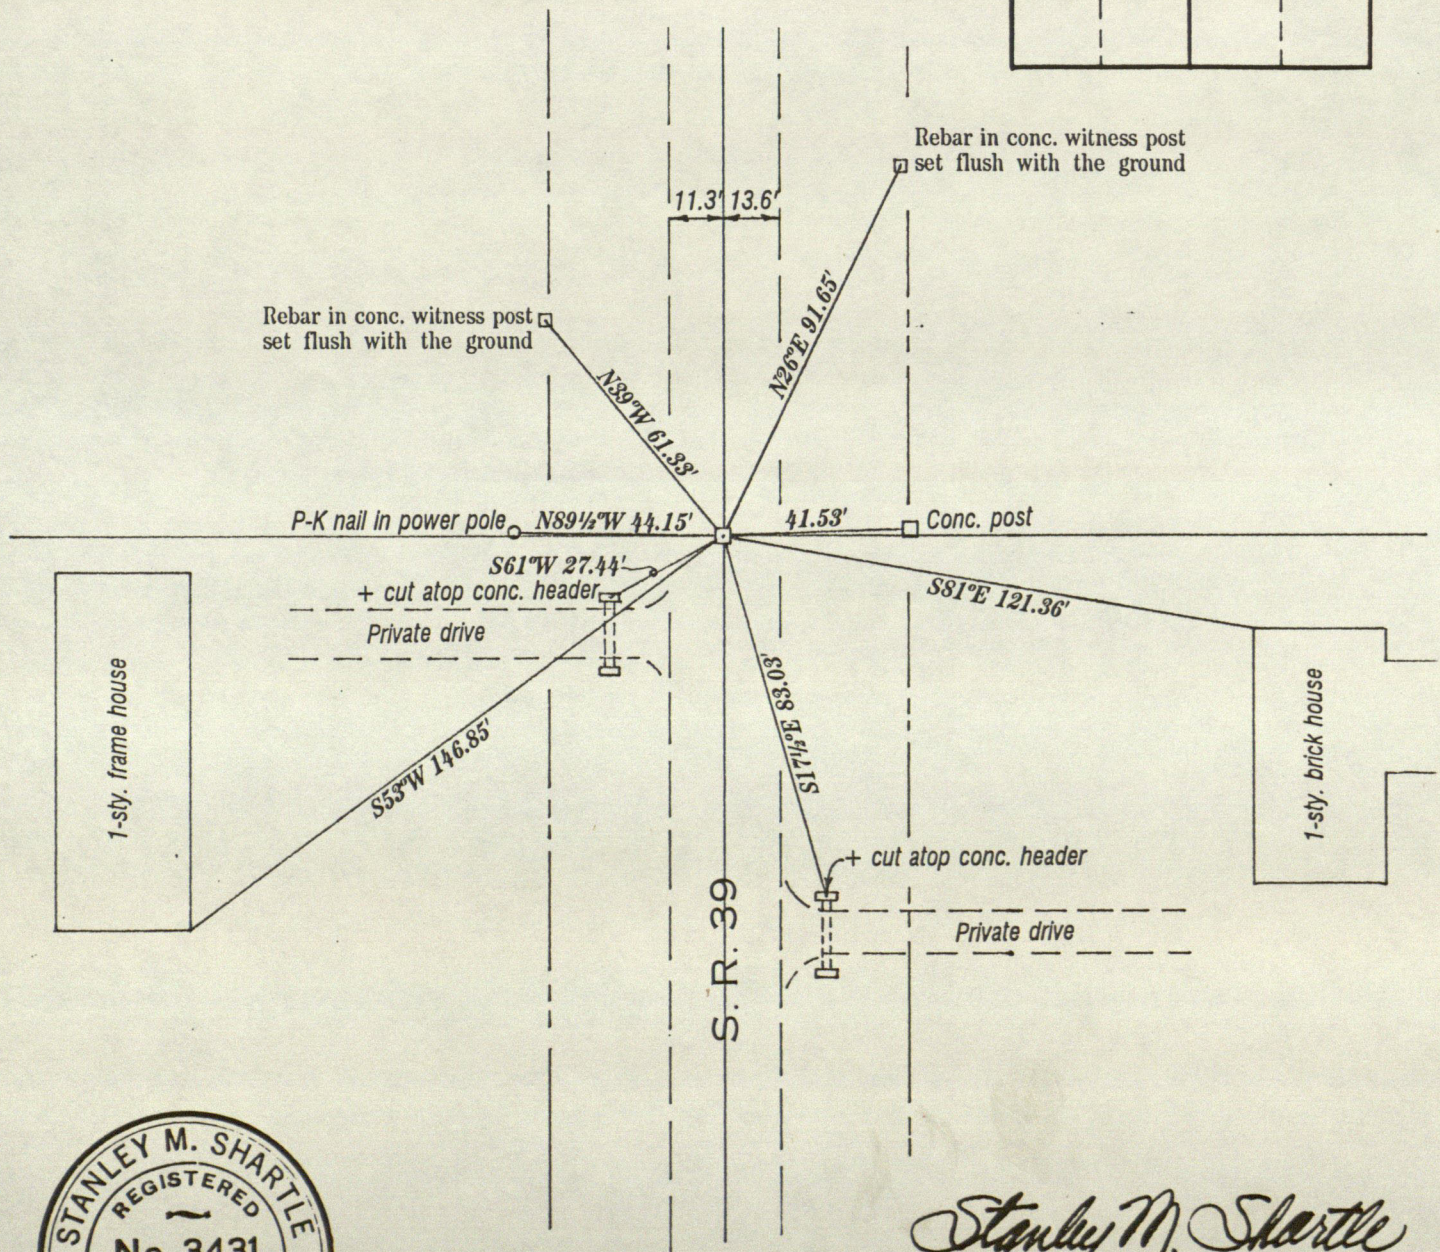 Rebar in conc. witness post
set flush with the ground
11.3' 13.6'
Rebar in conc. witness post
set flush with the ground
N26°E 91.65'
N39°W 61.33'
P-K nail in power pole
N89½°W 44.15'
41.53'
Conc. post
S61°W 27.44'
+ cut atop conc. header
Private drive
S81°E 121.36'
1-sty. frame house
S53°W 146.85'
S17½°E 83.03'
1-sty. brick house
+ cut atop conc. header
Private drive
S. R. 39
STANLEY M. SHARTLE
REGISTERED
No. 3431
Stanley M. Shartle